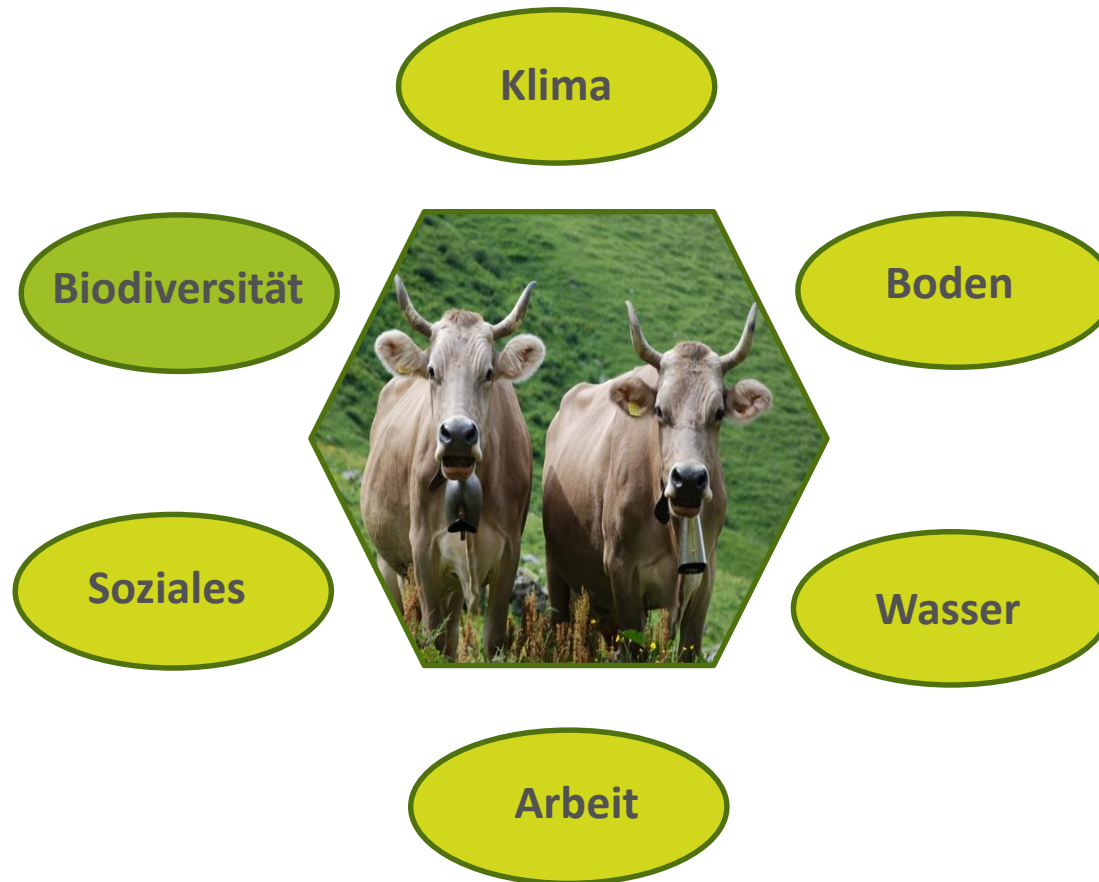 Klima
Biodiversität
Boden
Soziales
Wasser
Arbeit